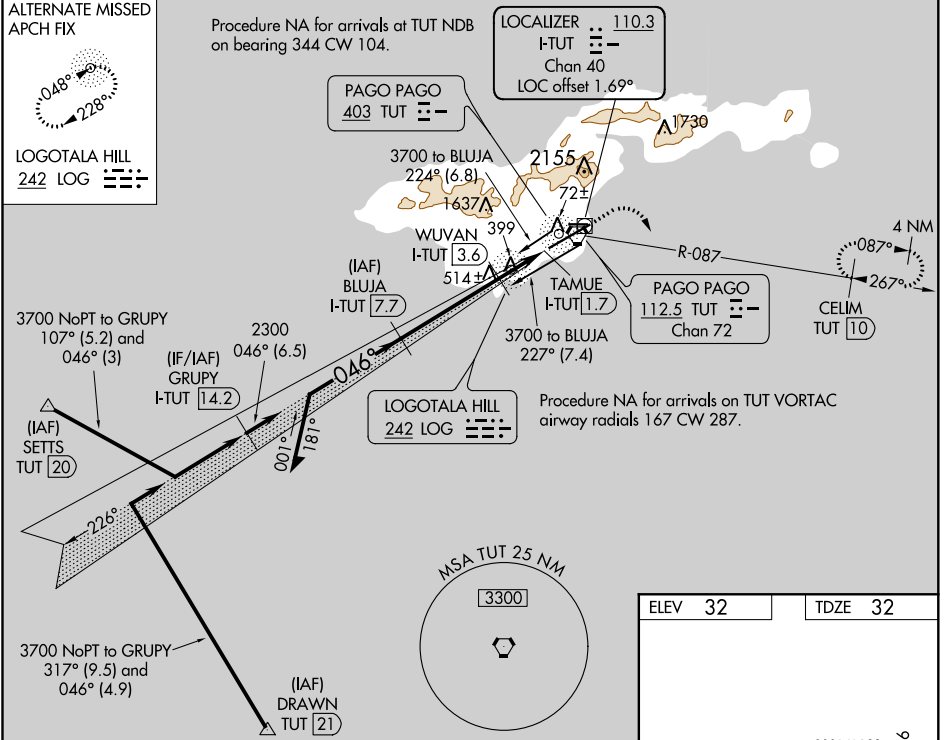 ALTERNATE MISSED
APCH FIX
048°
228°
LOGOTALA HILL
242 LOG
Procedure NA for arrivals at TUT NDB
on bearing 344 CW 104.
LOCALIZER 110.3
I-TUT
Chan 40
LOC offset 1.69°
PAGO PAGO
403 TUT
1730
3700 to BLUJA
224° (6.8)
2155
72±
1637
399
WUVAN
I-TUT 3.6
514±
4 NM
087°
267°
R-087
CELIM
TUT 10
(IAF)
BLUJA
I-TUT 7.7
TAMUE
I-TUT 1.7
PAGO PAGO
112.5 TUT
Chan 72
3700 to BLUJA
227° (7.4)
3700 NoPT to GRUPY
107° (5.2) and
046° (3)
2300
046° (6.5)
(IF/IAF)
GRUPY
I-TUT 14.2
046°
(IAF)
SETTS
TUT 20
001°
181°
LOGOTALA HILL
242 LOG
Procedure NA for arrivals on TUT VORTAC
airway radials 167 CW 287.
226°
MSA TUT 25 NM
3300
3700 NoPT to GRUPY
317° (9.5) and
046° (4.9)
(IAF)
DRAWN
TUT 21
ELEV 32
TDZE 32